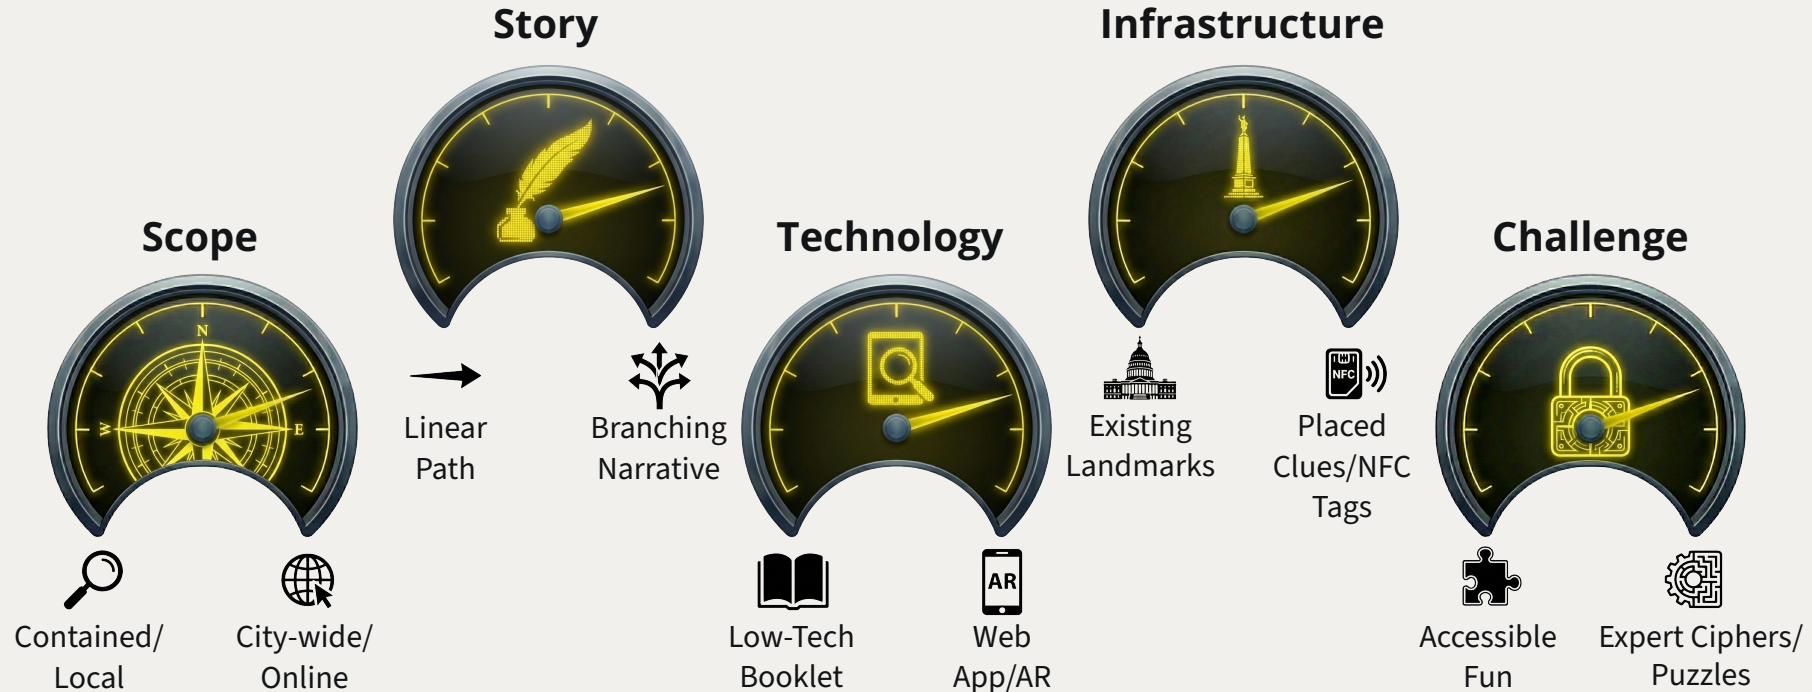 Story
Infrastructure
Scope
Technology
Challenge
N
W
E
Linear
Path
Branching
Narrative
Existing
Landmarks
NFC
Placed
Clues/NFC
Tags
Contained/
Local
City-wide/
Online
Low-Tech
Booklet
AR
Web
App/AR
Accessible
Fun
Expert Ciphers/
Puzzles